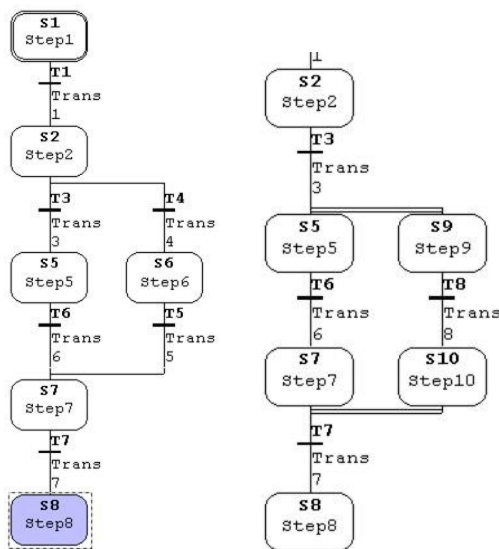 S1
Step1
T1
Trans
1
S2
Step2
T3
Trans
3
T4
Trans
4
S5
Step5
S6
Step6
T6
Trans
6
T5
Trans
5
S7
Step7
T7
Trans
7
S8
Step8
1
S2
Step2
T3
Trans
3
S5
Step5
S9
Step9
T6
Trans
6
T8
Trans
8
S7
Step7
S10
Step10
T7
Trans
7
S8
Step8